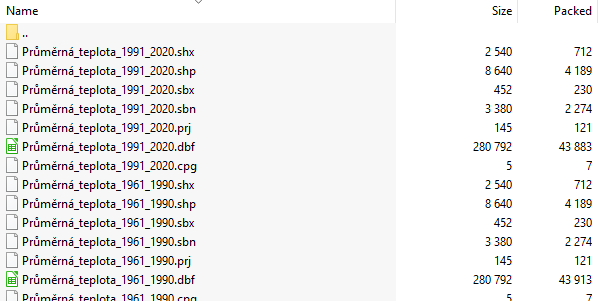 Name Size Packed
..
Průměrná_teplota_1991_2020.shx 2 540 712
Průměrná_teplota_1991_2020.shp 8 640 4 189
Průměrná_teplota_1991_2020.sbx 452 230
Průměrná_teplota_1991_2020.sbn 3 380 2 274
Průměrná_teplota_1991_2020.prj 145 121
Průměrná_teplota_1991_2020.dbf 280 792 43 883
Průměrná_teplota_1991_2020.cpg 5 7
Průměrná_teplota_1961_1990.shx 2 540 712
Průměrná_teplota_1961_1990.shp 8 640 4 189
Průměrná_teplota_1961_1990.sbx 452 230
Průměrná_teplota_1961_1990.sbn 3 380 2 274
Průměrná_teplota_1961_1990.prj 145 121
Průměrná_teplota_1961_1990.dbf 280 792 43 913
Průměrná_teplota_1961_1990.cpg 5 7